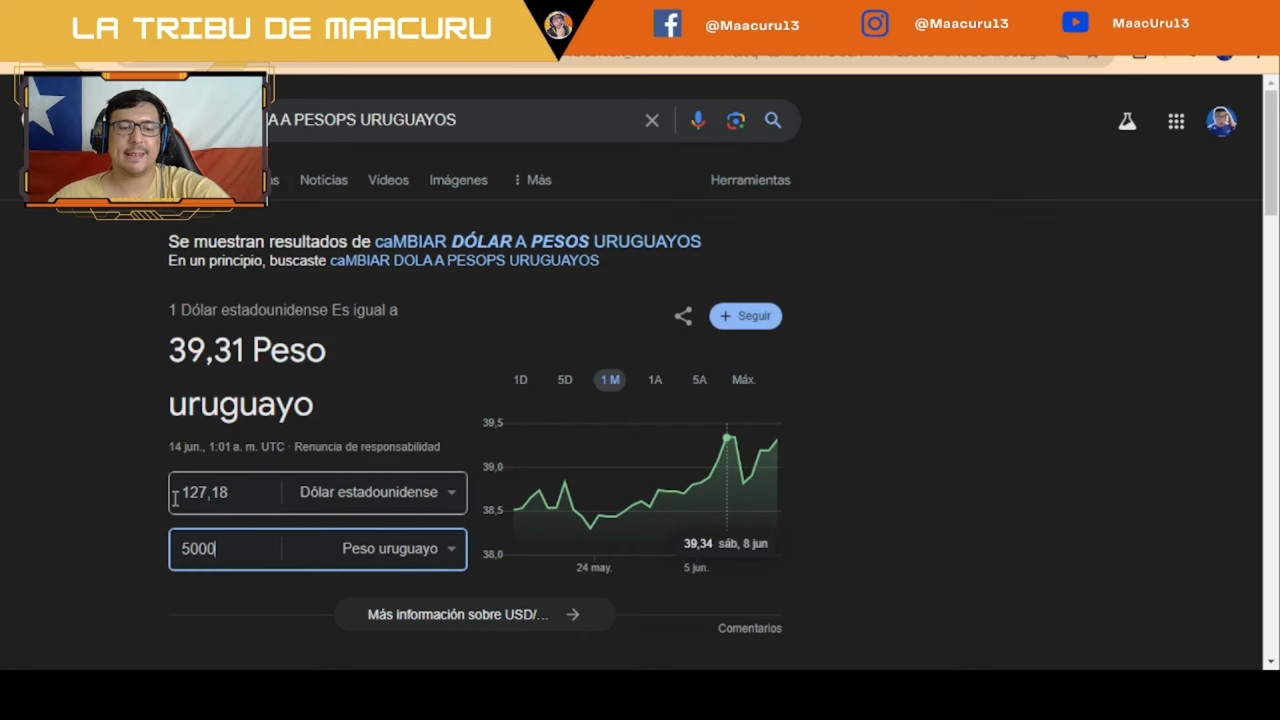 LA TRIBU DE MAACURU
@Maacuru13
@Maacuru13
MaacUru13
A A PESOPS URUGUAYOS
Noticias
Videos
Imágenes
Más
Herramientas
Se muestran resultados de caMBIAR DÓLAR A PESOS URUGUAYOS
En un principio, buscaste caMBIAR DOLA A PESOPS URUGUAYOS
1 Dólar estadounidense Es igual a
Seguir
39,31 Peso
uruguayo
1D 5D 1 M 1A 5A Máx.
14 jun., 1:01 a. m. UTC · Renuncia de responsabilidad
127,18 Dólar estadounidense
5000 Peso uruguayo
39,5
39,0
38,5
38,0
39,34 sáb, 8 jun
24 may. 5 jun.
Más información sobre USD/...
Comentarios